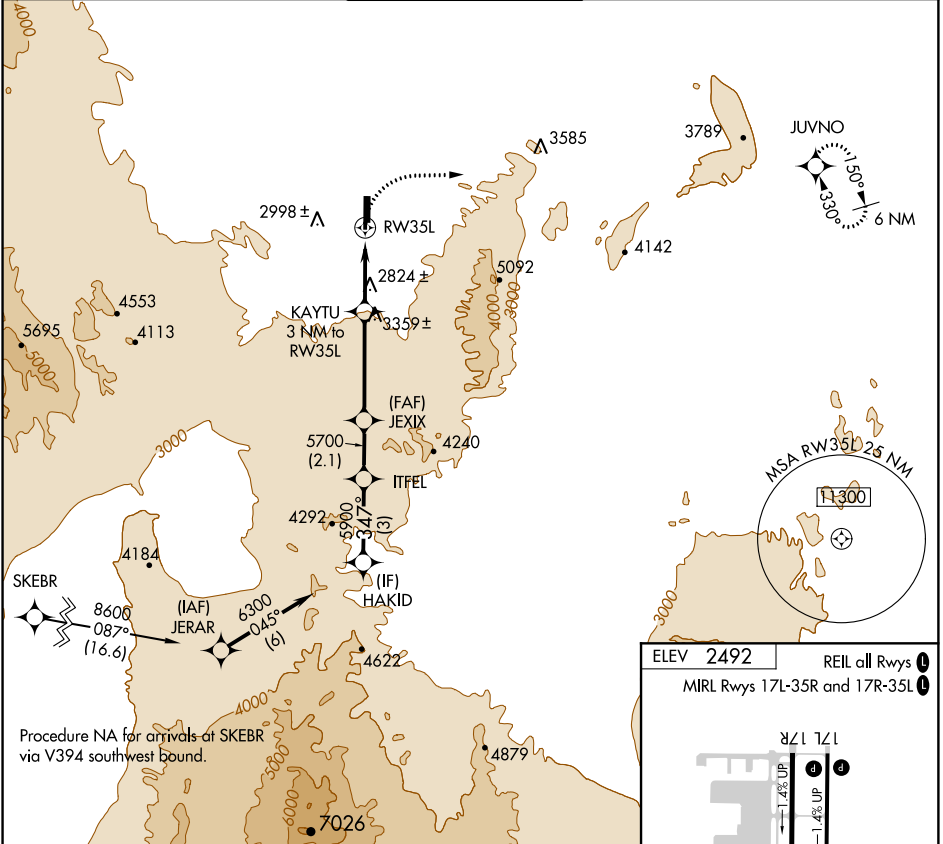 4000
3585
3789
JUVNO
150°
330°
6 NM
2998 ±
RW35L
4142
2824 ±
5092
4000
3000
4553
KAYTU
3 NM to
RW35L
3359 ±
4113
5695
5000
(FAF)
JEXIX
3000
5700
(2.1)
4240
ITFEL
MSA RW35L 25 NM
11300
4292
5900
347°
(3)
4184
SKEBR
(IF)
HAKID
8600
087°
(16.6)
(IAF)
JERAR
6300
045°
(6)
3000
4622
4000
ELEV 2492
REIL all Rwys L
MIRL Rwys 17L-35R and 17R-35L L
Procedure NA for arrivals at SKEBR
via V394 southwest bound.
5000
4879
6000
7026
17R
17L
P
P
1.4% UP
1.4% UP